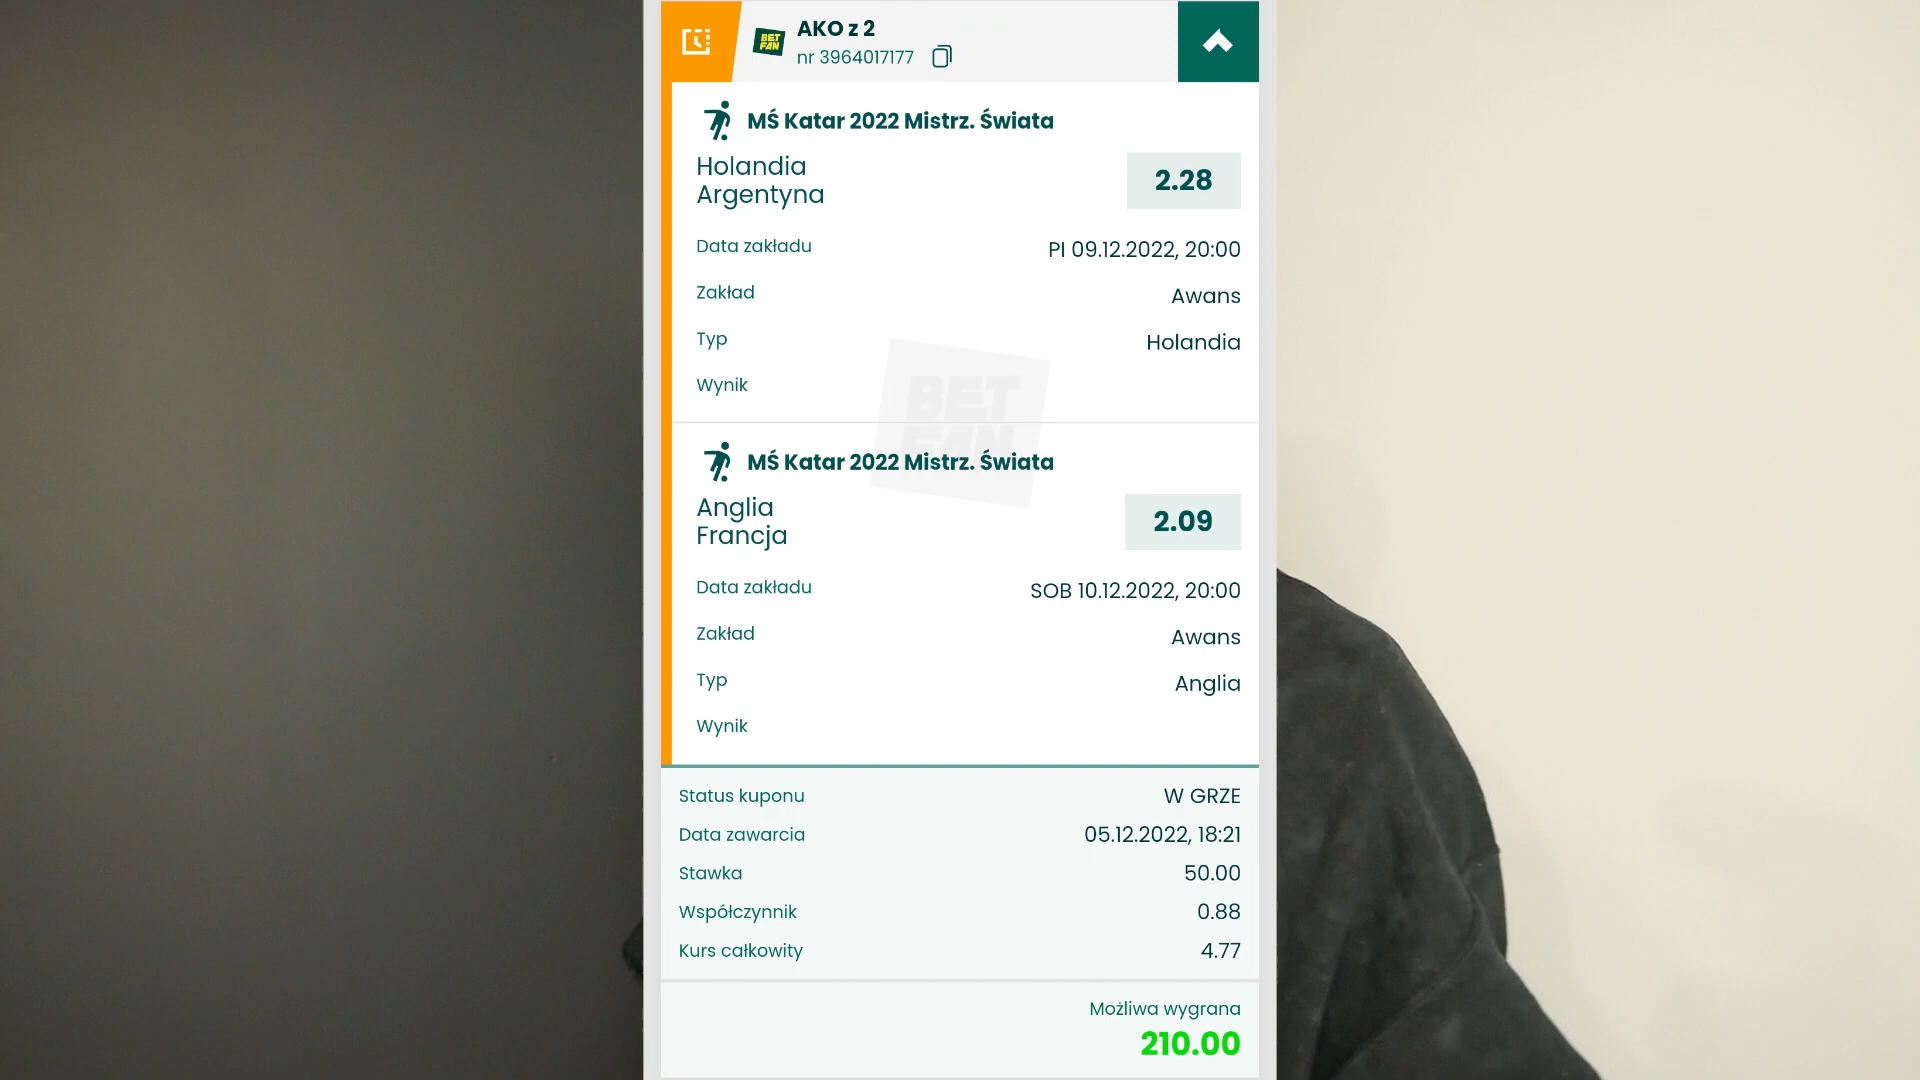 BET
FAN
AKO z 2
nr 3964017177
MŚ Katar 2022 Mistrz. Świata
Holandia
Argentyna
2.28
Data zakładu
PI 09.12.2022, 20:00
Zakład
Awans
Typ
Holandia
Wynik
BET
FAN
MŚ Katar 2022 Mistrz. Świata
Anglia
Francja
2.09
Data zakładu
SOB 10.12.2022, 20:00
Zakład
Awans
Typ
Anglia
Wynik
Status kuponu
W GRZE
Data zawarcia
05.12.2022, 18:21
Stawka
50.00
Współczynnik
0.88
Kurs całkowity
4.77
Możliwa wygrana
210.00